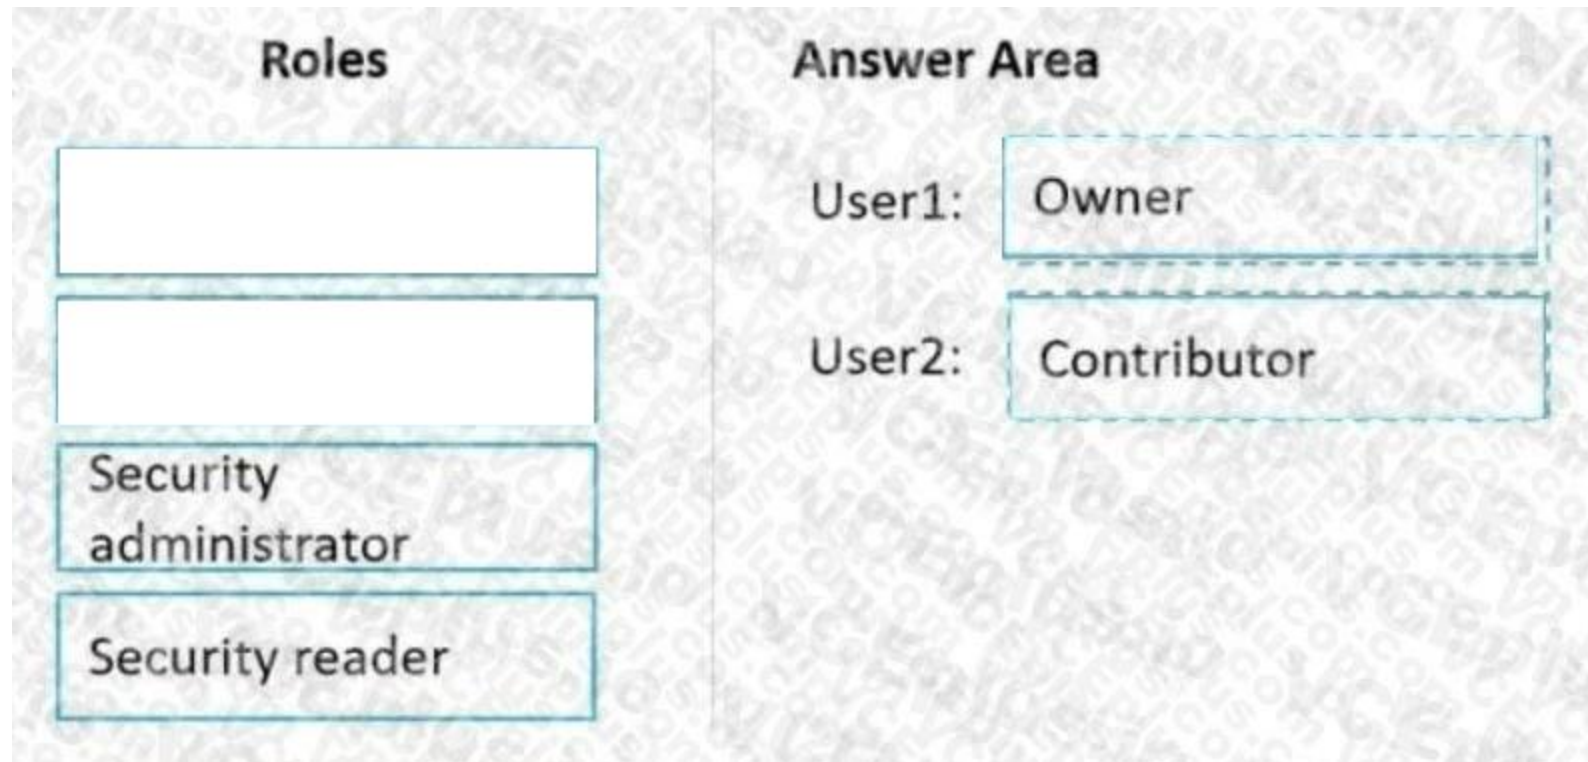 Roles
Answer Area
User1:
Owner
User2:
Contributor
Security
administrator
Security reader